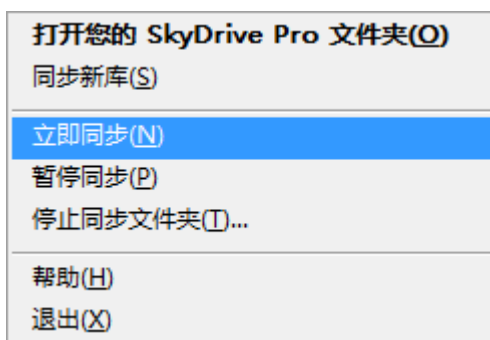 打开您的 SkyDrive Pro 文件夹(O)
同步新库(S)
立即同步(N)
暂停同步(P)
停止同步文件夹(T)...
帮助(H)
退出(X)